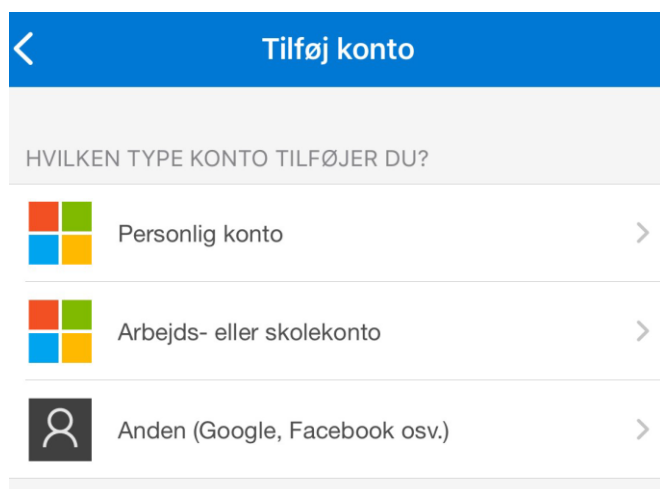 Tilføj konto
HVILKEN TYPE KONTO TILFØJER DU?
Personlig konto
Arbejds- eller skolekonto
Anden (Google, Facebook osv.)